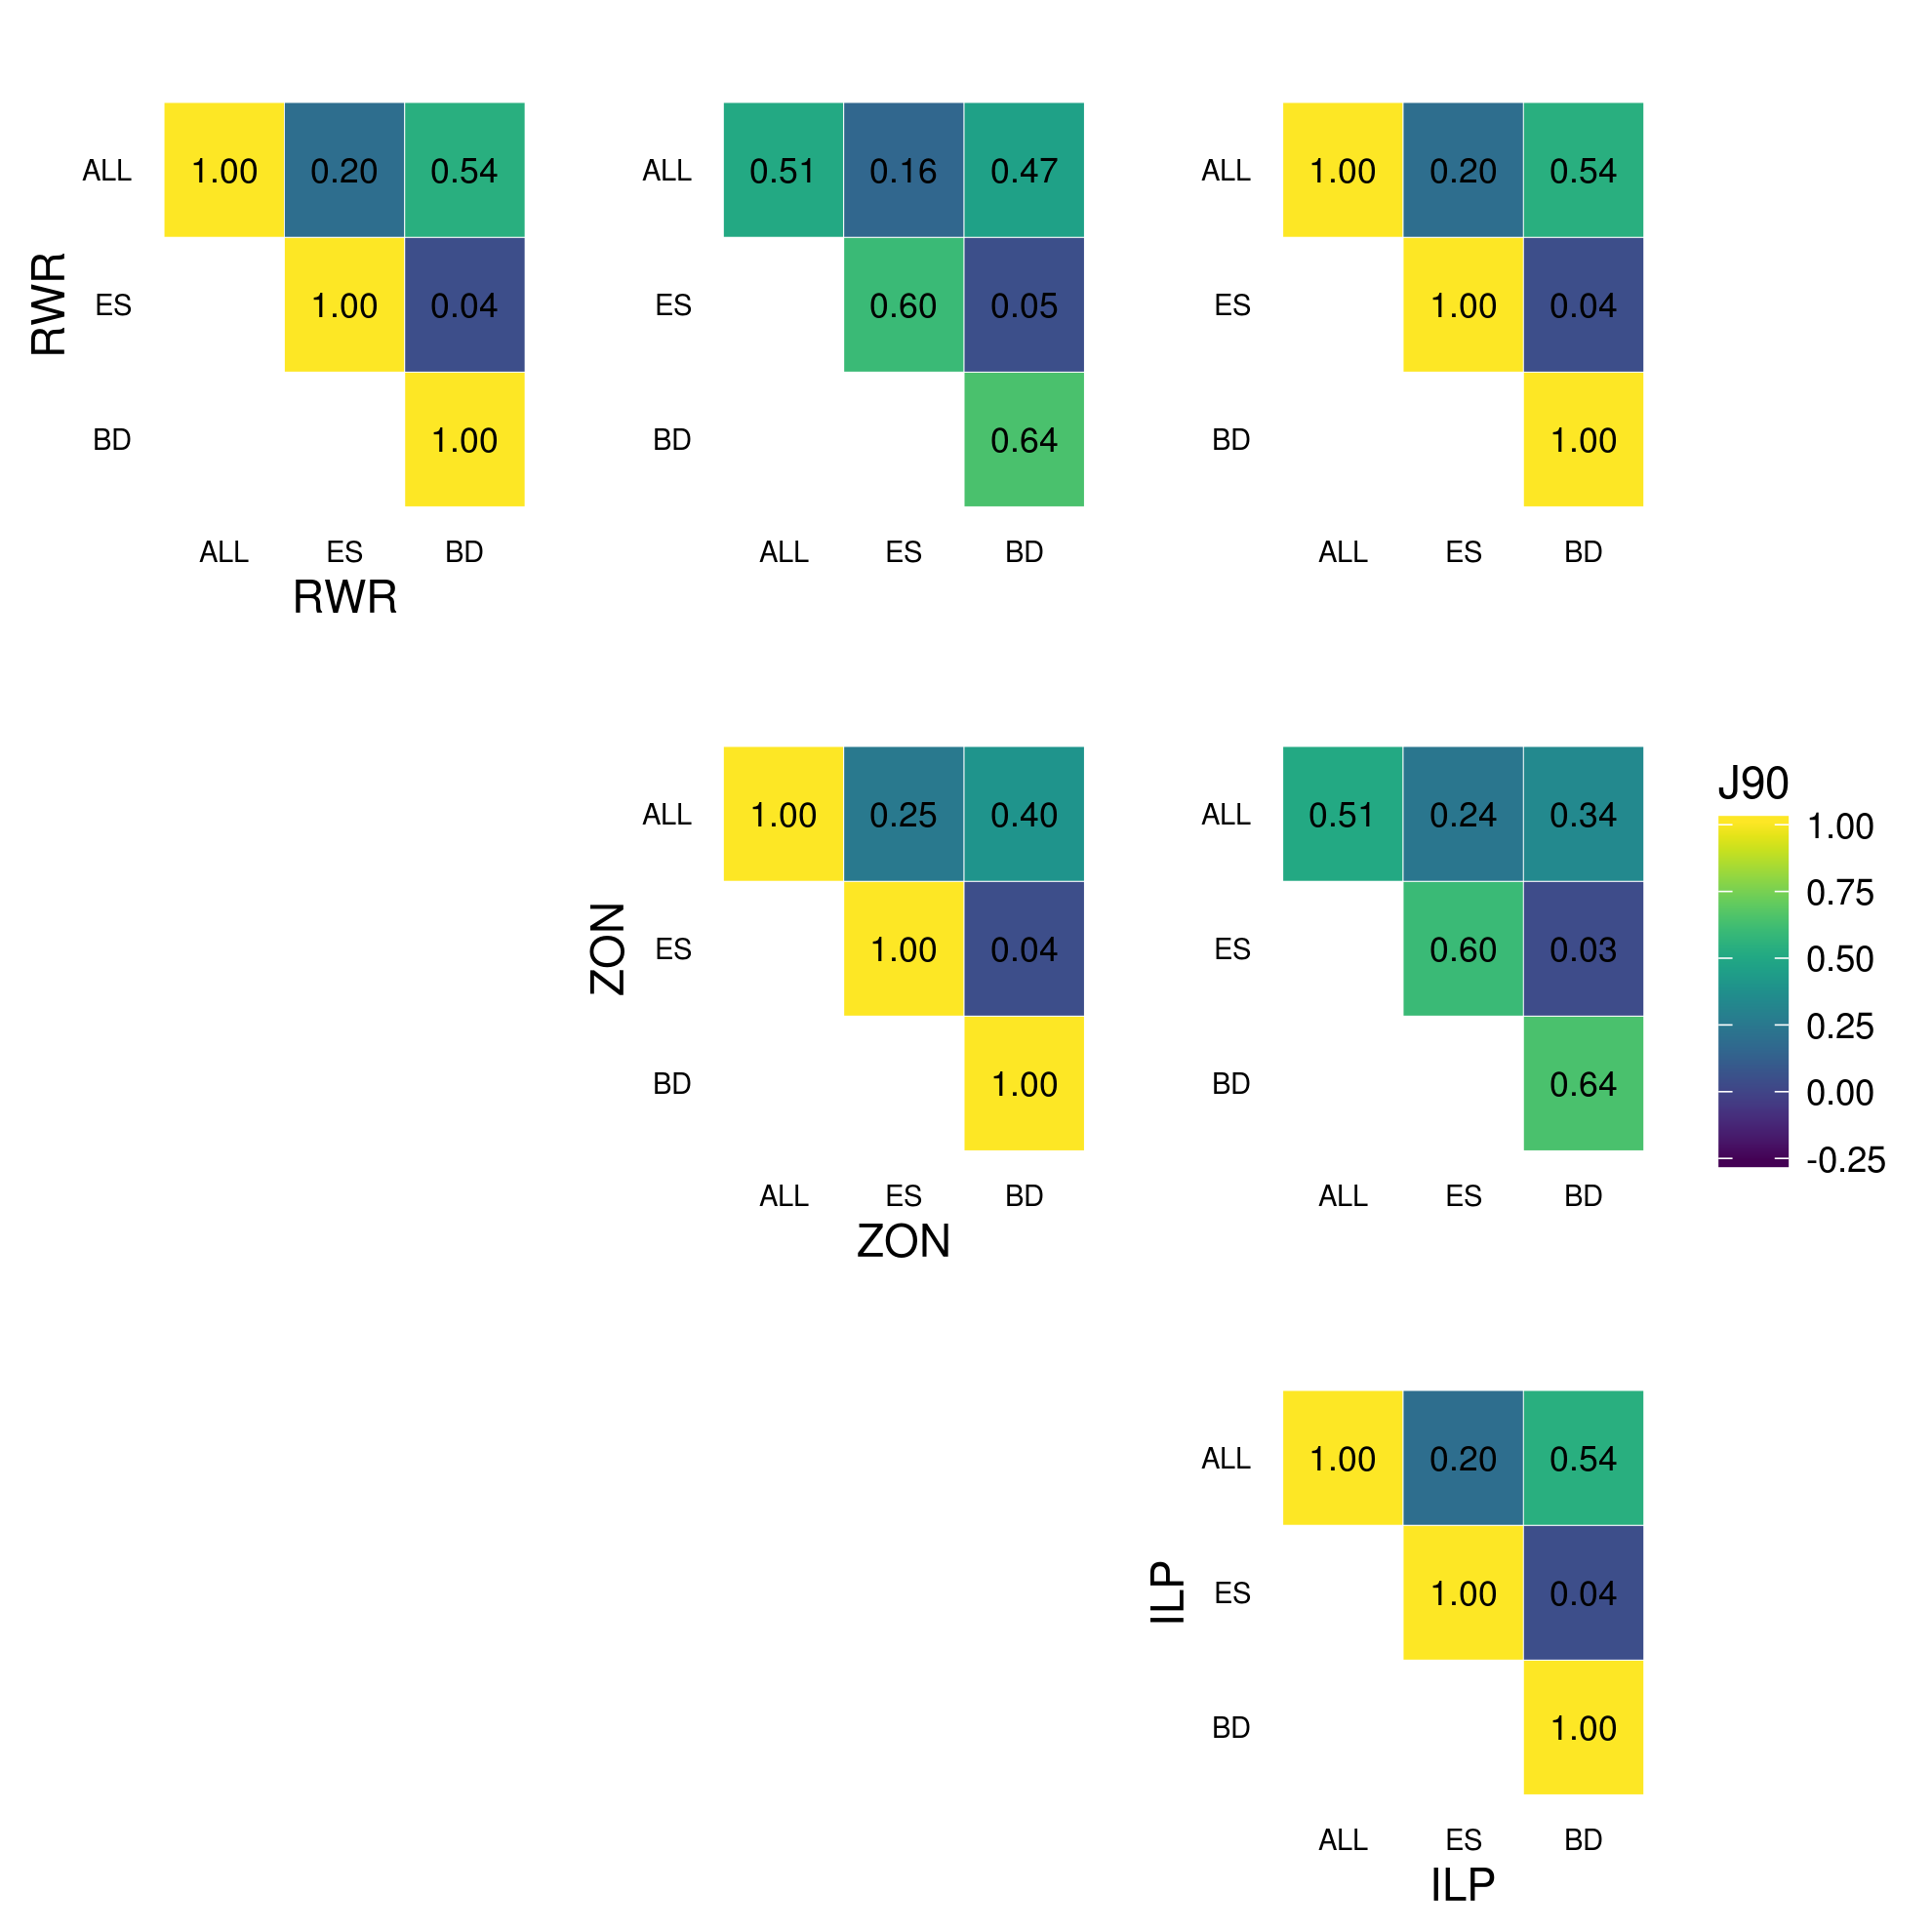 ALL 1.00 0.20 0.54
ES 1.00 0.04
BD 1.00
ALL ES BD
RWR
RWR
ALL 0.51 0.16 0.47
ES 0.60 0.05
BD 0.64
ALL ES BD
ALL 1.00 0.20 0.54
ES 1.00 0.04
BD 1.00
ALL ES BD
ALL 1.00 0.25 0.40
ES 1.00 0.04
BD 1.00
ALL ES BD
ZON
ZON
ALL 0.51 0.24 0.34
ES 0.60 0.03
BD 0.64
ALL ES BD
J90
1.00
0.75
0.50
0.25
0.00
-0.25
ALL 1.00 0.20 0.54
ES 1.00 0.04
BD 1.00
ALL ES BD
ILP
ILP